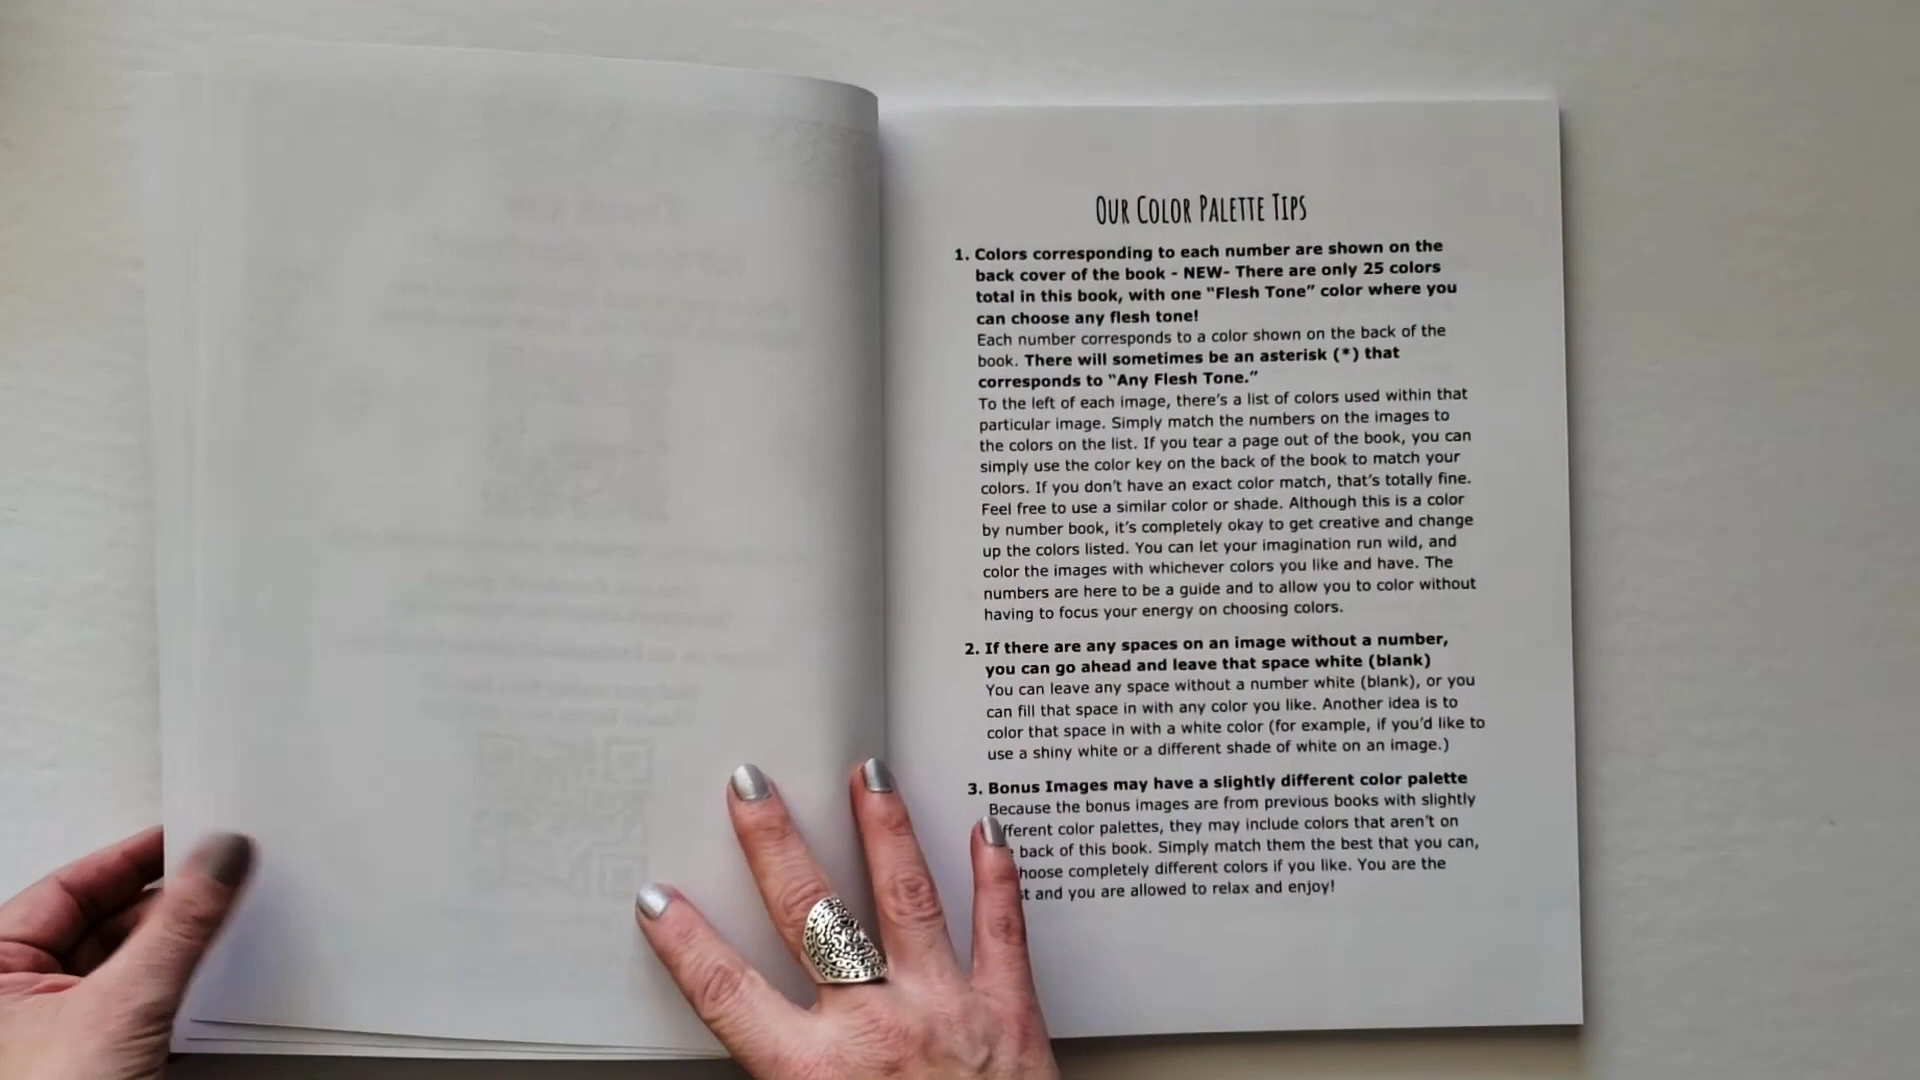 OUR COLOR PALETTE TIPS
1. Colors corresponding to each number are shown on the
back cover of the book - NEW- There are only 25 colors
total in this book, with one “Flesh Tone” color where you
can choose any flesh tone!
Each number corresponds to a color shown on the back of the
book. There will sometimes be an asterisk (*) that
corresponds to “Any Flesh Tone.”
To the left of each image, there’s a list of colors used within that
particular image. Simply match the numbers on the images to
the colors on the list. If you tear a page out of the book, you can
simply use the color key on the back of the book to match your
colors. If you don’t have an exact color match, that’s totally fine.
Feel free to use a similar color or shade. Although this is a color
by number book, it’s completely okay to get creative and change
up the colors listed. You can let your imagination run wild, and
color the images with whichever colors you like and have. The
numbers are here to be a guide and to allow you to color without
having to focus your energy on choosing colors.
2. If there are any spaces on an image without a number,
you can go ahead and leave that space white (blank)
You can leave any space without a number white (blank), or you
can fill that space in with any color you like. Another idea is to
color that space in with a white color (for example, if you’d like to
use a shiny white or a different shade of white on an image.)
3. Bonus Images may have a slightly different color palette
Because the bonus images are from previous books with slightly
fferent color palettes, they may include colors that aren’t on
back of this book. Simply match them the best that you can,
hoose completely different colors if you like. You are the
st and you are allowed to relax and enjoy!